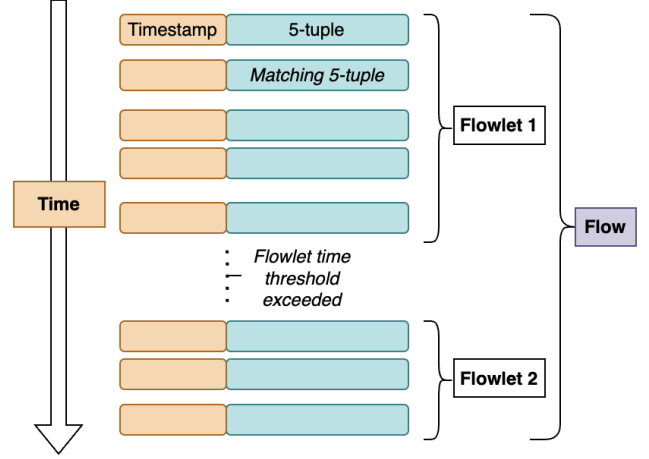 Timestamp
5-tuple
Matching 5-tuple
Flowlet 1
Time
Flow
Flowlet time
threshold
exceeded
Flowlet 2